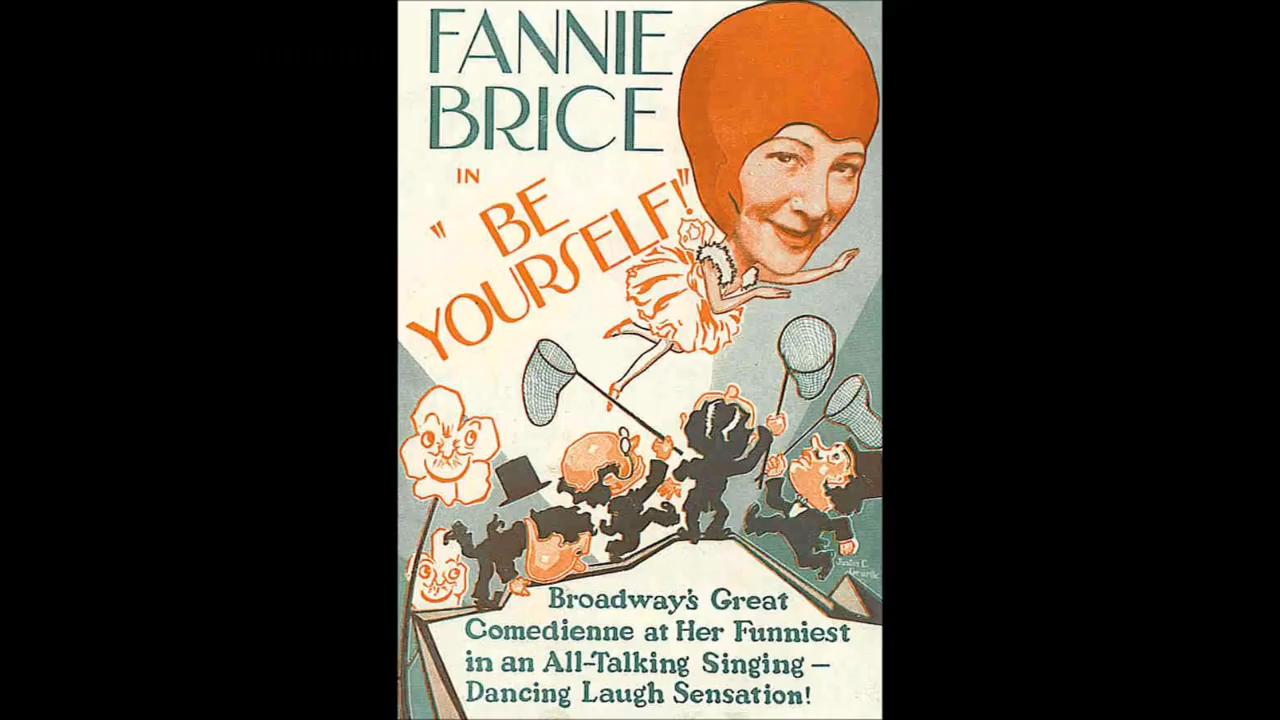 FANNIE
BRICE
IN
"BE
YOURSELF!"
Broadway's Great
Comedienne at Her Funniest
in an All-Talking Singing—
Dancing Laugh Sensation!